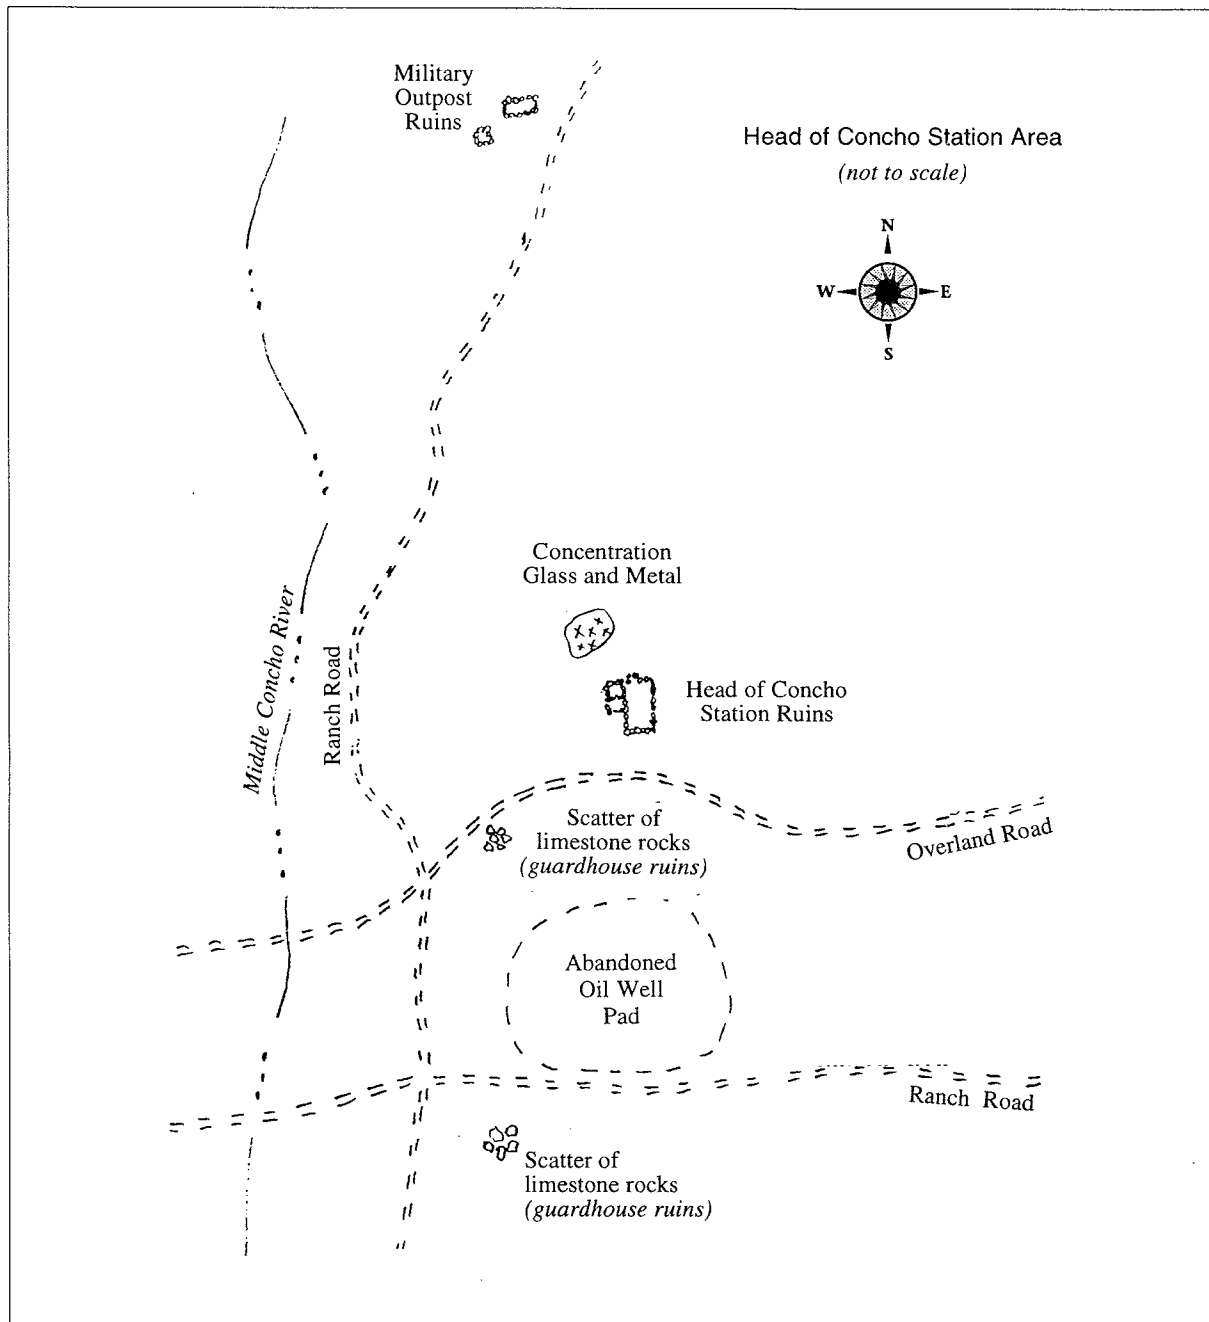 Military
Outpost
Ruins
Head of Concho Station Area
(not to scale)
N
W
E
S
Concentration
Glass and Metal
Middle Concho River
Ranch Road
Head of Concho
Station Ruins
Scatter of
limestone rocks
(guardhouse ruins)
Overland Road
Abandoned
Oil Well
Pad
Ranch Road
Scatter of
limestone rocks
(guardhouse ruins)